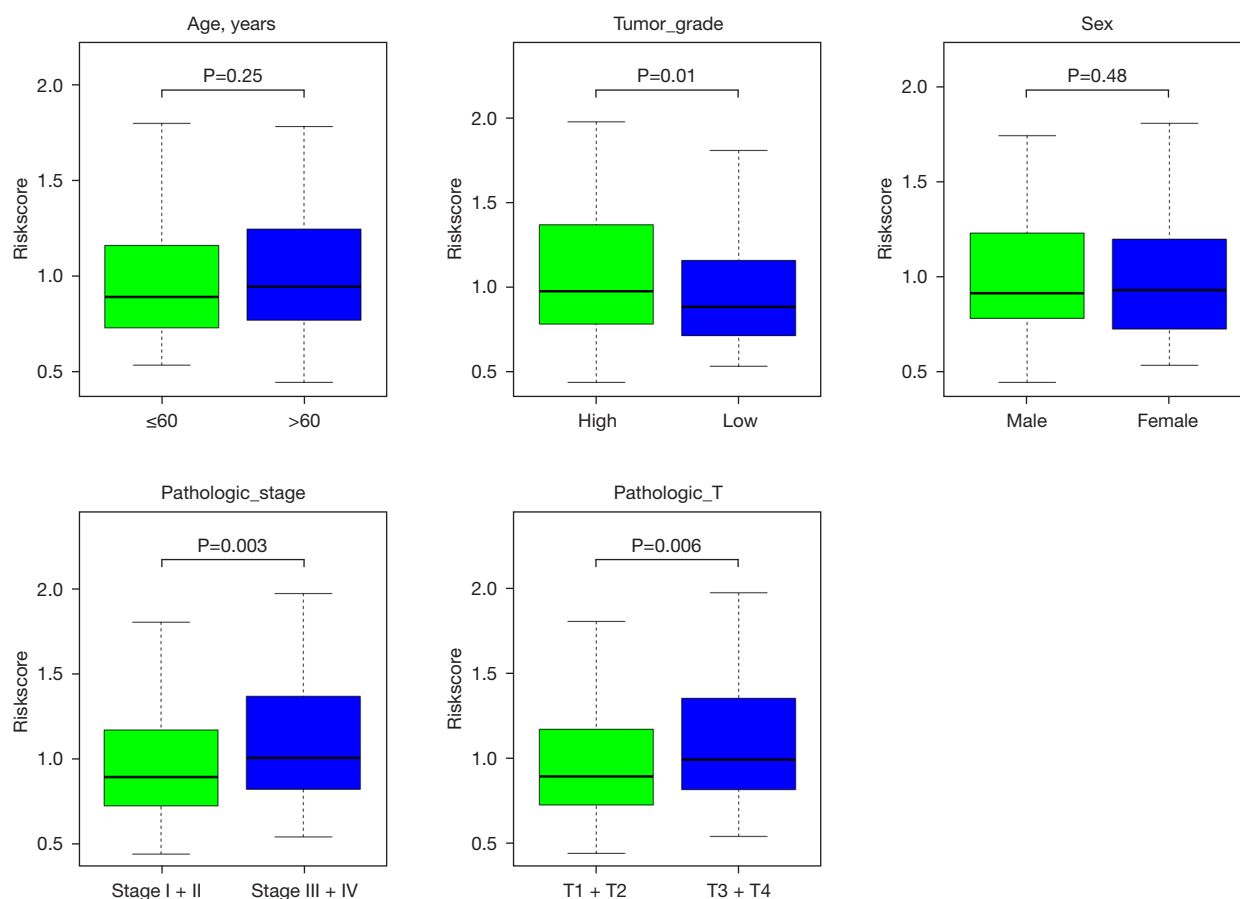 Age, years
P=0.25
Riskscore
2.0
1.5
1.0
0.5
≤60 >60
Tumor_grade
P=0.01
Riskscore
2.0
1.5
1.0
0.5
High Low
Sex
P=0.48
Riskscore
2.0
1.5
1.0
0.5
Male Female
Pathologic_stage
P=0.003
Riskscore
2.0
1.5
1.0
0.5
Stage I + II Stage III + IV
Pathologic_T
P=0.006
Riskscore
2.0
1.5
1.0
0.5
T1 + T2 T3 + T4